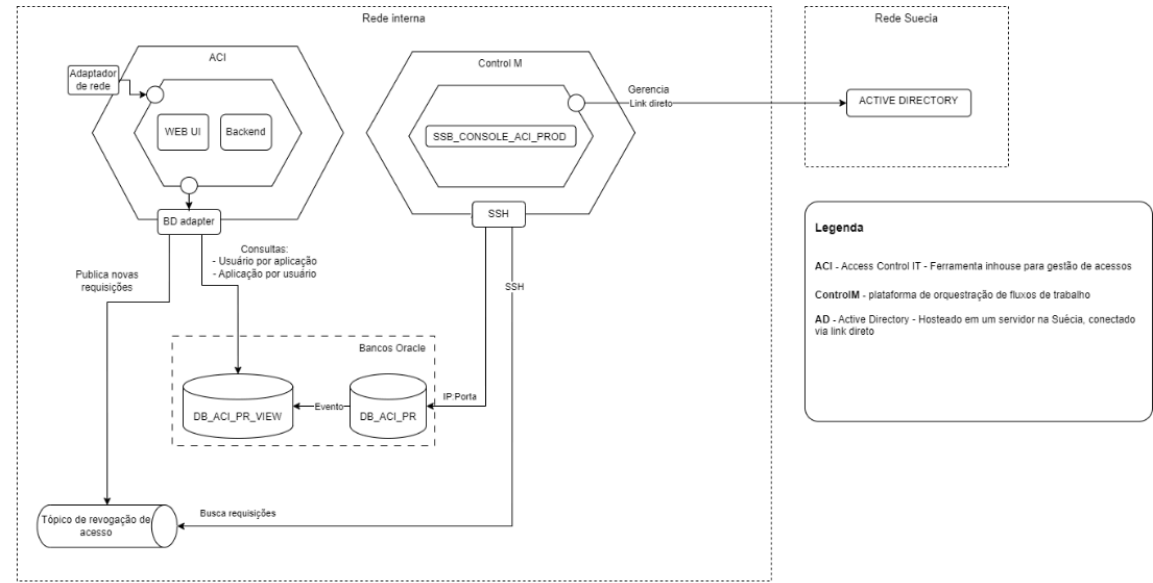 Rede interna
Rede Suecia
ACI
Control M
Adaptador
de rede
Gerencia
Link direto
ACTIVE DIRECTORY
WEB UI
Backend
SSB_CONSOLE_ACI_PROD
BD adapter
SSH
Legenda
ACI - Access Control IT - Ferramenta inhouse para gestão de acessos
ControlM - plataforma de orquestração de fluxos de trabalho
AD - Active Directory - Hosteado em um servidor na Suécia, conectado
via link direto
Consultas:
- Usuário por aplicação
- Aplicação por usuário
Publica novas
requisições
SSH
Bancos Oracle
DB_ACI_PR_VIEW
Evento
DB_ACI_PR
IP:Porta
Busca requisições
Tópico de revogação de
acesso